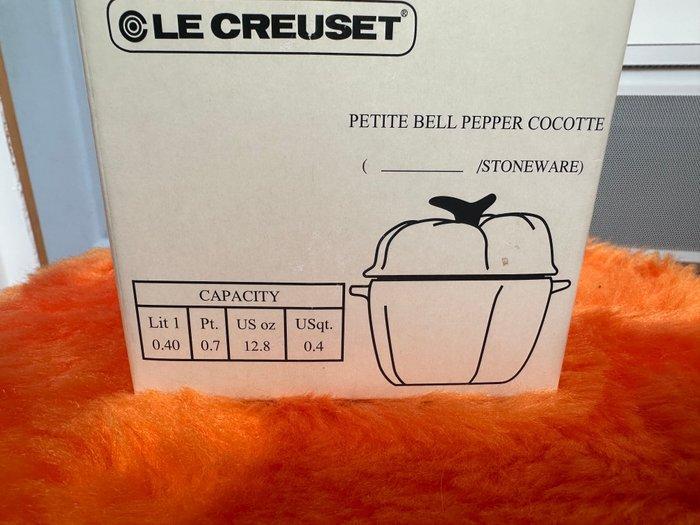 LE CREUSET®
PETITE BELL PEPPER COCOTTE
( ________ /STONEWARE)
CAPACITY
Lit 1 Pt. US oz USqt.
0.40 0.7 12.8 0.4